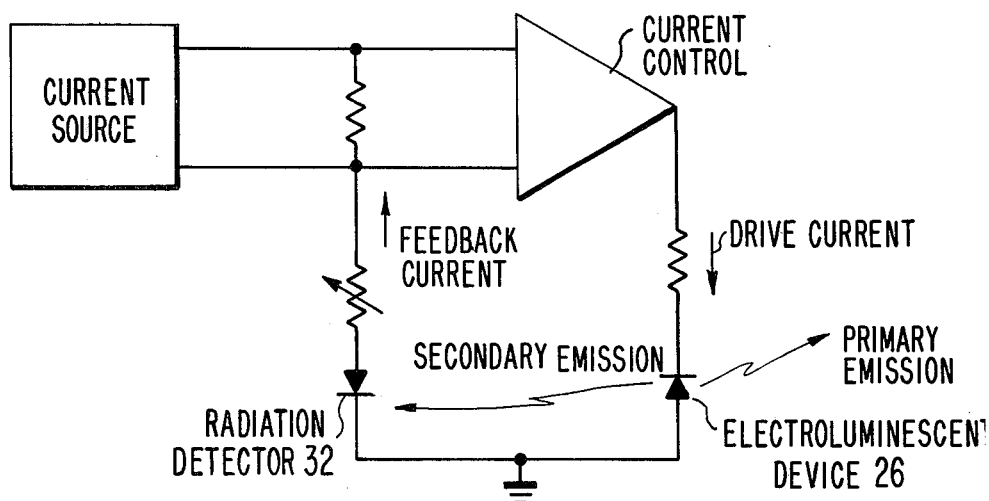 CURRENT
SOURCE
CURRENT
CONTROL
FEEDBACK
CURRENT
DRIVE CURRENT
SECONDARY EMISSION
PRIMARY
EMISSION
RADIATION
DETECTOR 32
ELECTROLUMINESCENT
DEVICE 26